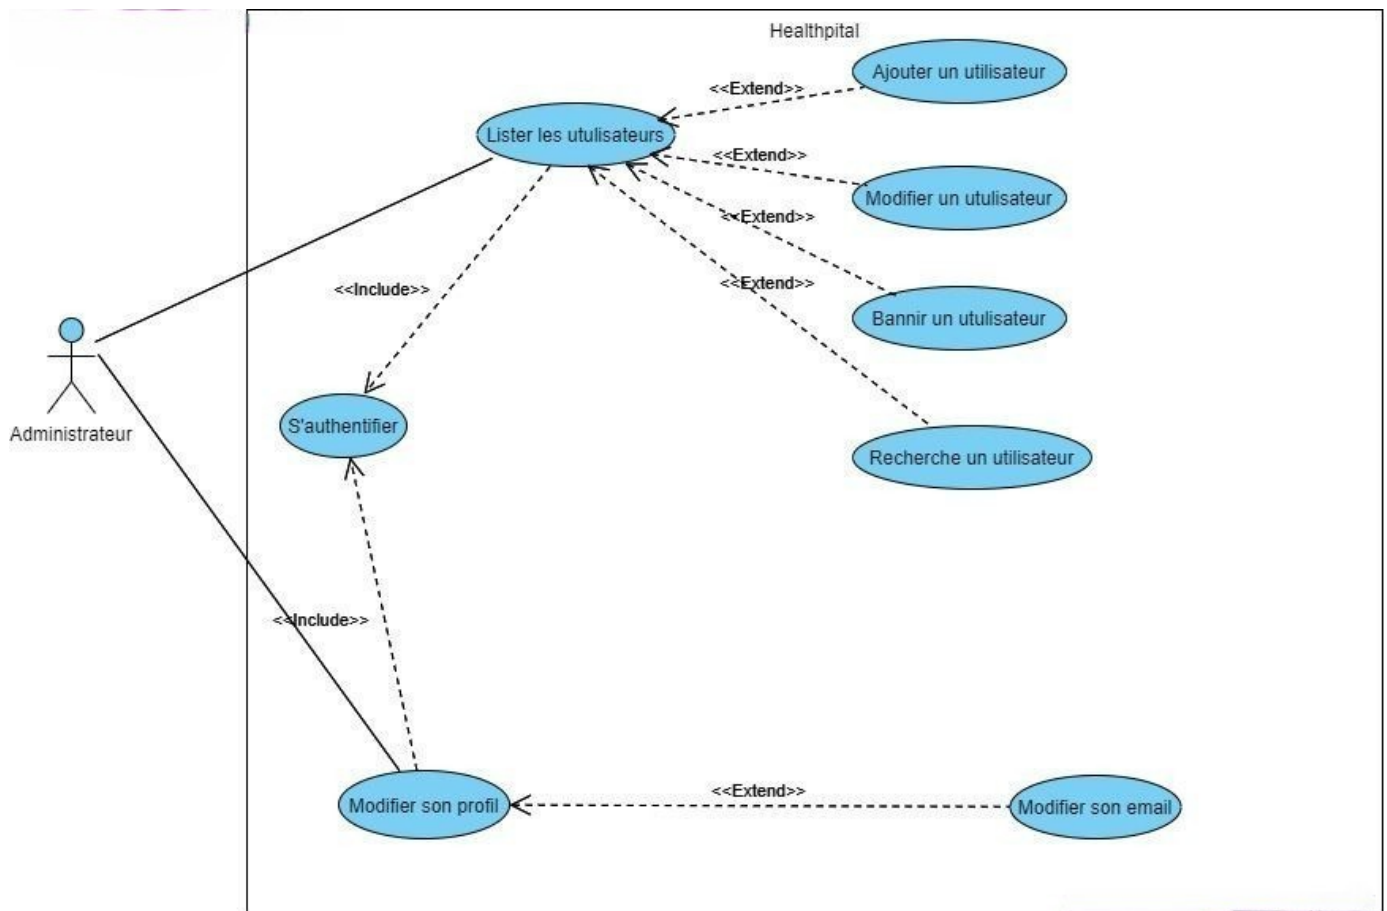 Healthpital
Ajouter un utilisateur
<<Extend>>
Lister les utulisateurs
<<Extend>>
Modifier un utulisateur
<<Extend>>
<<Extend>>
<<Include>>
Bannir un utulisateur
S'authentifier
Administrateur
Recherche un utilisateur
<<Include>>
<<Extend>>
Modifier son profil
Modifier son email